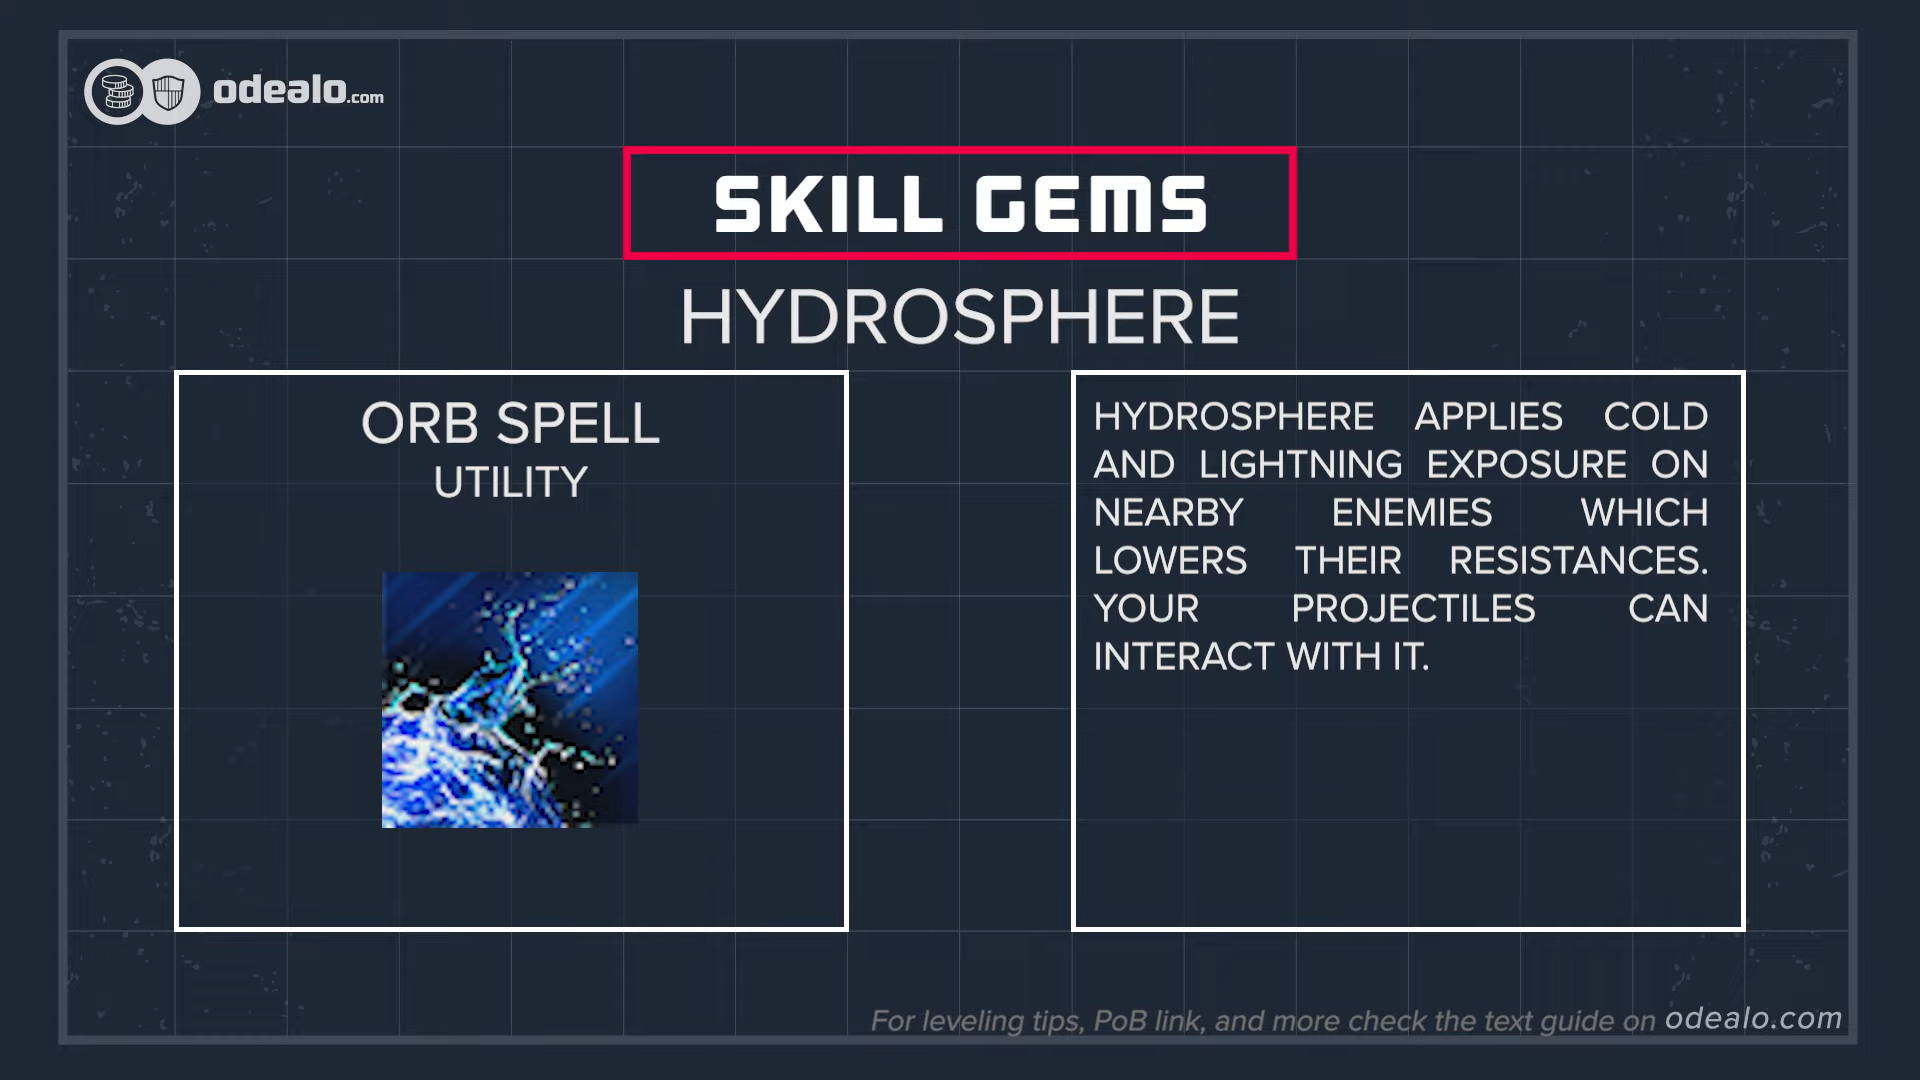 odealo.com
SKILL GEMS
HYDROSPHERE
ORB SPELL
UTILITY
HYDROSPHERE APPLIES COLD
AND LIGHTNING EXPOSURE ON
NEARBY ENEMIES WHICH
LOWERS THEIR RESISTANCES.
YOUR PROJECTILES CAN
INTERACT WITH IT.
For leveling tips, PoB link, and more check the text guide on odealo.com